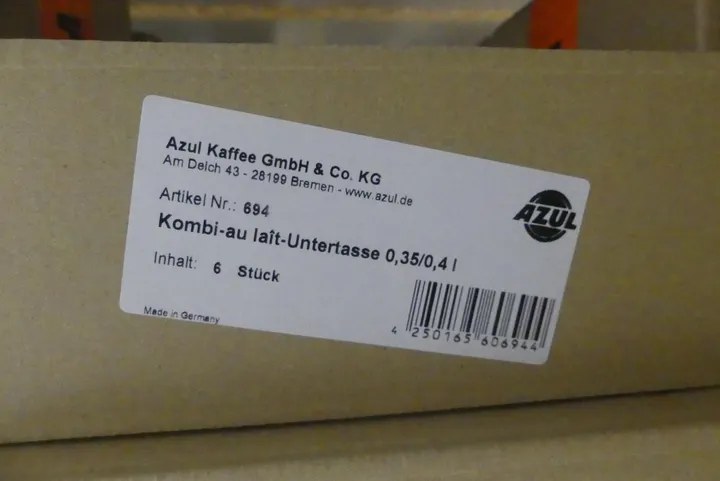 Azul Kaffee GmbH & Co. KG
Am Deich 43 - 28199 Bremen - www.azul.de
AZUL
Artikel Nr.: 694
Kombi-au laît-Untertasse 0,35/0,4 l
Inhalt: 6 Stück
4 250165 606944
Made in Germany